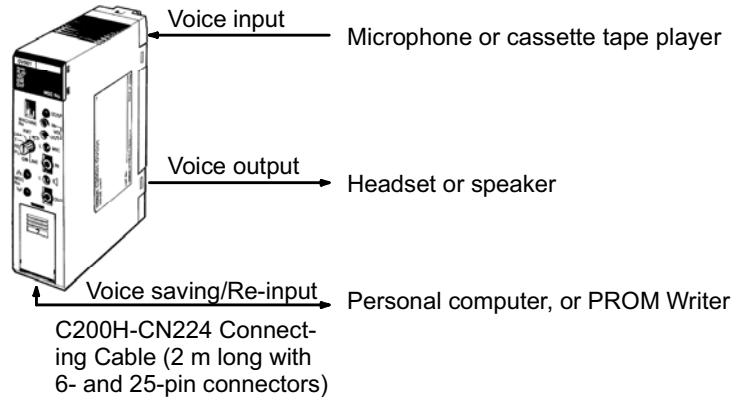 Voice input
Microphone or cassette tape player
Voice output
Headset or speaker
Voice saving/Re-input
Personal computer, or PROM Writer
C200H-CN224 Connect-
ing Cable (2 m long with
6- and 25-pin connectors)